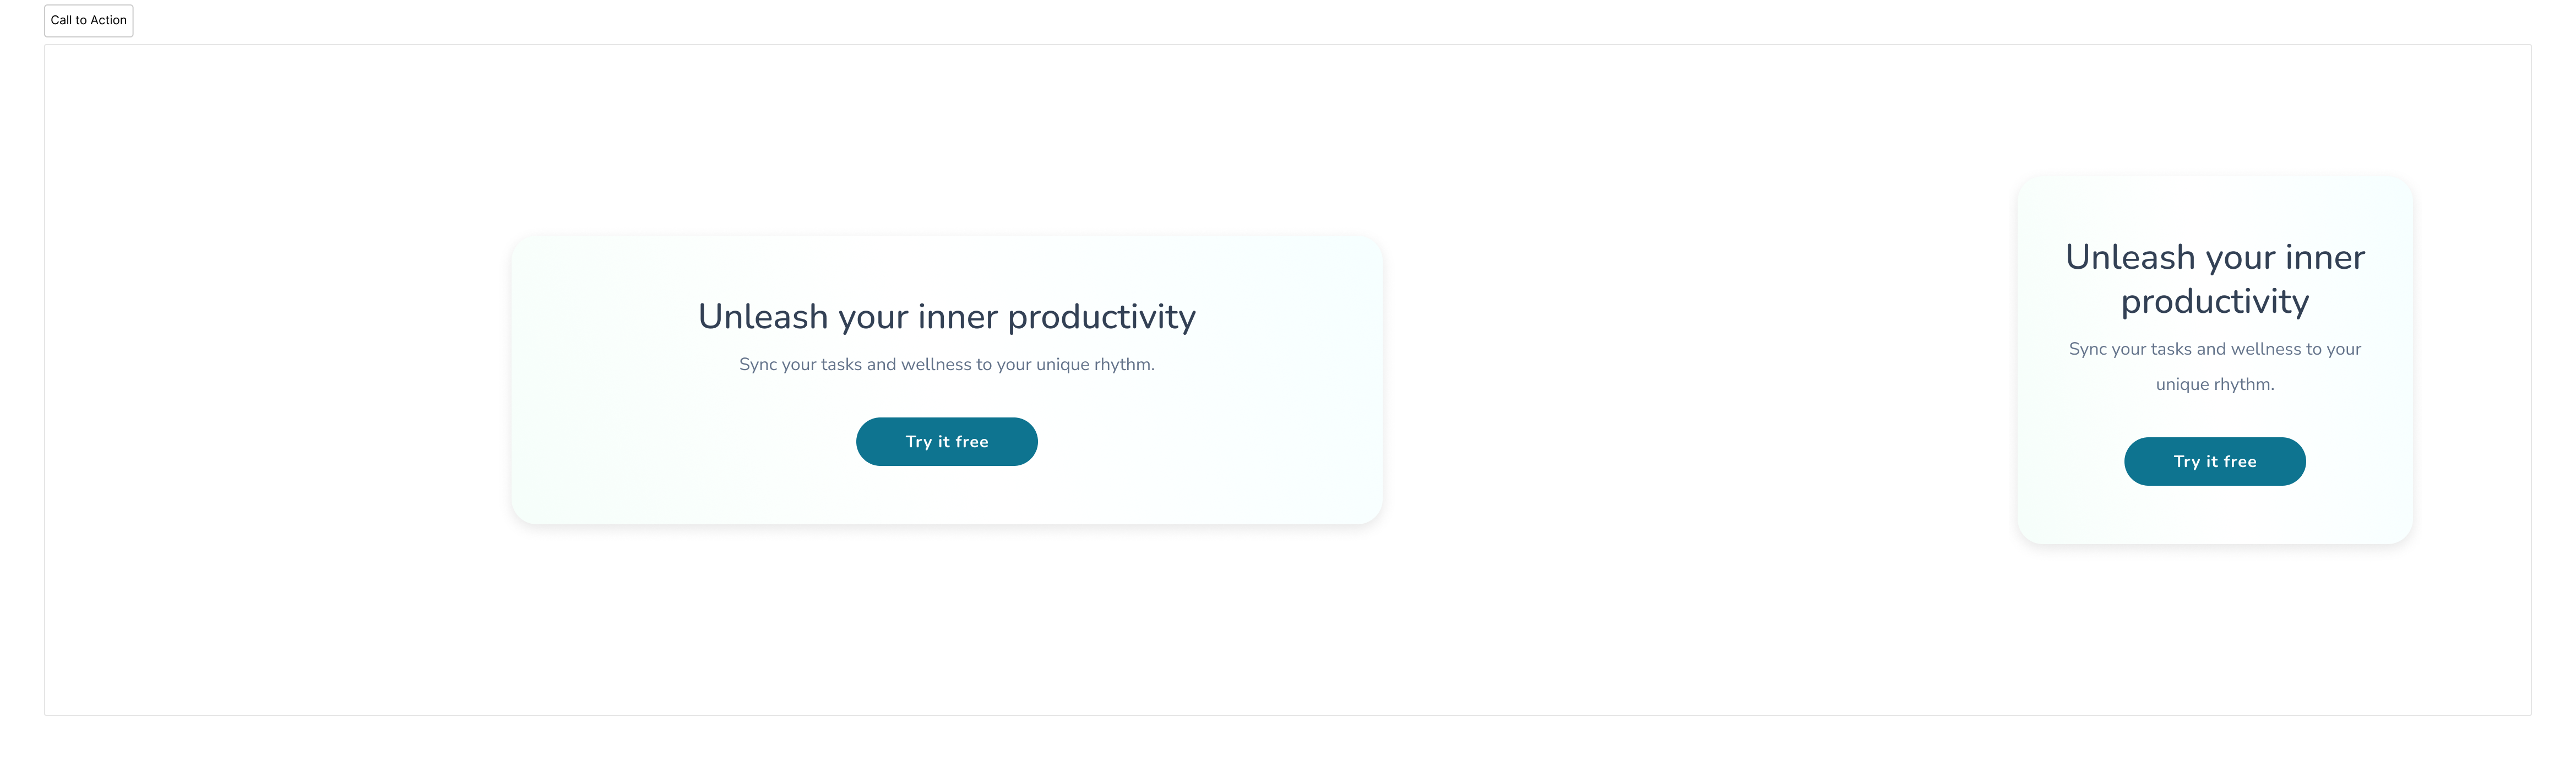 Call to Action
Unleash your inner productivity
Sync your tasks and wellness to your unique rhythm.
Try it free
Unleash your inner
productivity
Sync your tasks and wellness to your
unique rhythm.
Try it free